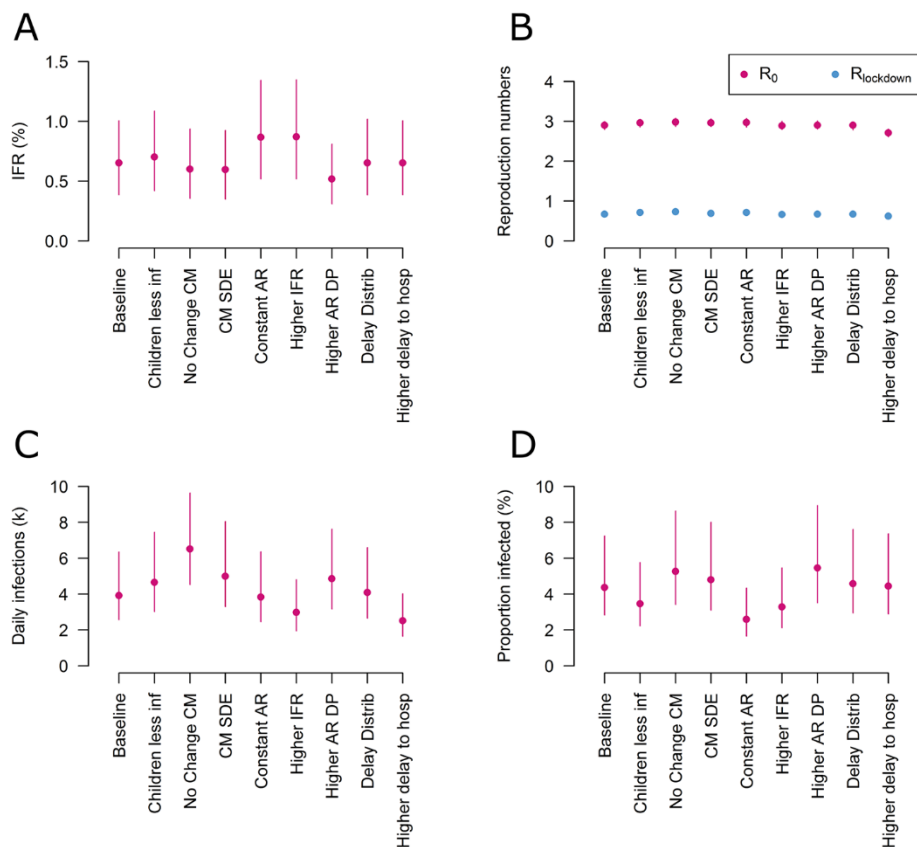 A
IFR (%)
1.5
1.0
0.5
0.0
Baseline
Children less inf
No Change CM
CM SDE
Constant AR
Higher IFR
Higher AR DP
Delay Distrib
Higher delay to hosp
B
R0
Rlockdown
Reproduction numbers
4
3
2
1
0
Baseline
Children less inf
No Change CM
CM SDE
Constant AR
Higher IFR
Higher AR DP
Delay Distrib
Higher delay to hosp
C
Daily infections (k)
10
8
6
4
2
0
Baseline
Children less inf
No Change CM
CM SDE
Constant AR
Higher IFR
Higher AR DP
Delay Distrib
Higher delay to hosp
D
Proportion infected (%)
10
8
6
4
2
0
Baseline
Children less inf
No Change CM
CM SDE
Constant AR
Higher IFR
Higher AR DP
Delay Distrib
Higher delay to hosp